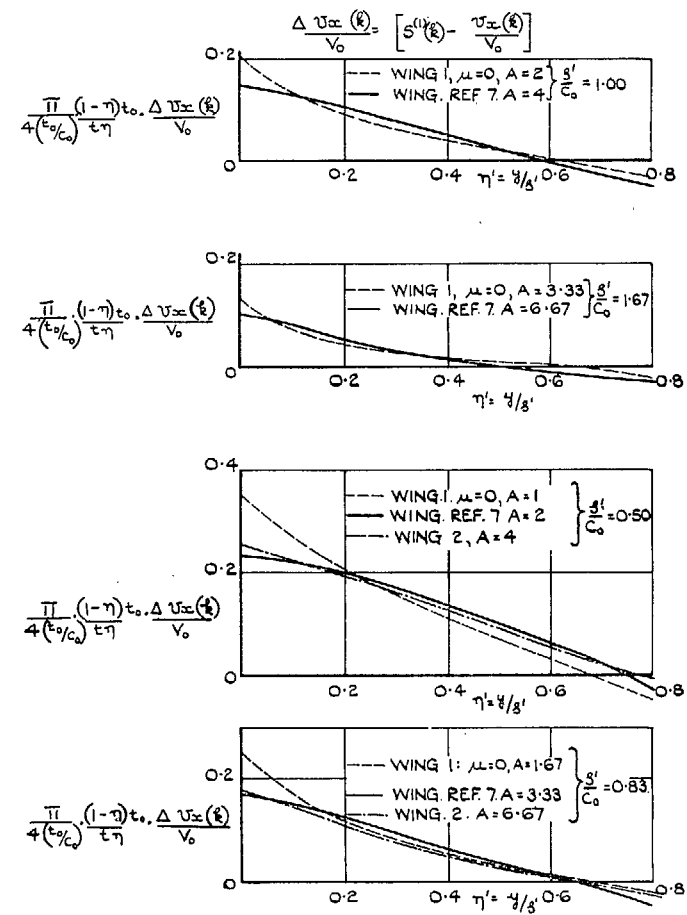 Δ Vx (k)/V₀ = [S⁽¹⁾(k) − Vx(k)/V₀]
0·2
WING 1, μ=0, A=2
WING. REF 7. A=4
s'/C₀ = 1·00
π/4(t₀/C₀) · (1−η)t₀/tη · Δ Vx (k)/V₀
0
0·2
0·4
η' = y/s'
0·6
0·8
0·2
WING 1, μ=0, A=3·33
WING. REF 7. A=6·67
s'/C₀ = 1·67
π/4(t₀/C₀) · (1−η)t₀/tη · Δ Vx (k)/V₀
0
0·2
0·4
0·6
0·8
η' = y/s'
0·4
WING.1. μ=0, A=1
WING. REF. 7 A=2
WING 2, A=4
s'/C₀ = 0·50
0·2
π/4(t₀/C₀) · (1−η)t₀/tη · Δ Vx (k)/V₀
0
0·2
0·4
η' = y/s'
0·6
0·8
WING 1: μ=0, A=1·67
0·2
WING. REF 7. A=3·33
WING. 2. A=6·67
s'/C₀ = 0·83.
π/4(t₀/C₀) · (1−η)t₀/tη · Δ Vx (k)/V₀
0
0·2
0·4
η' = y/s'
0·6
0·8